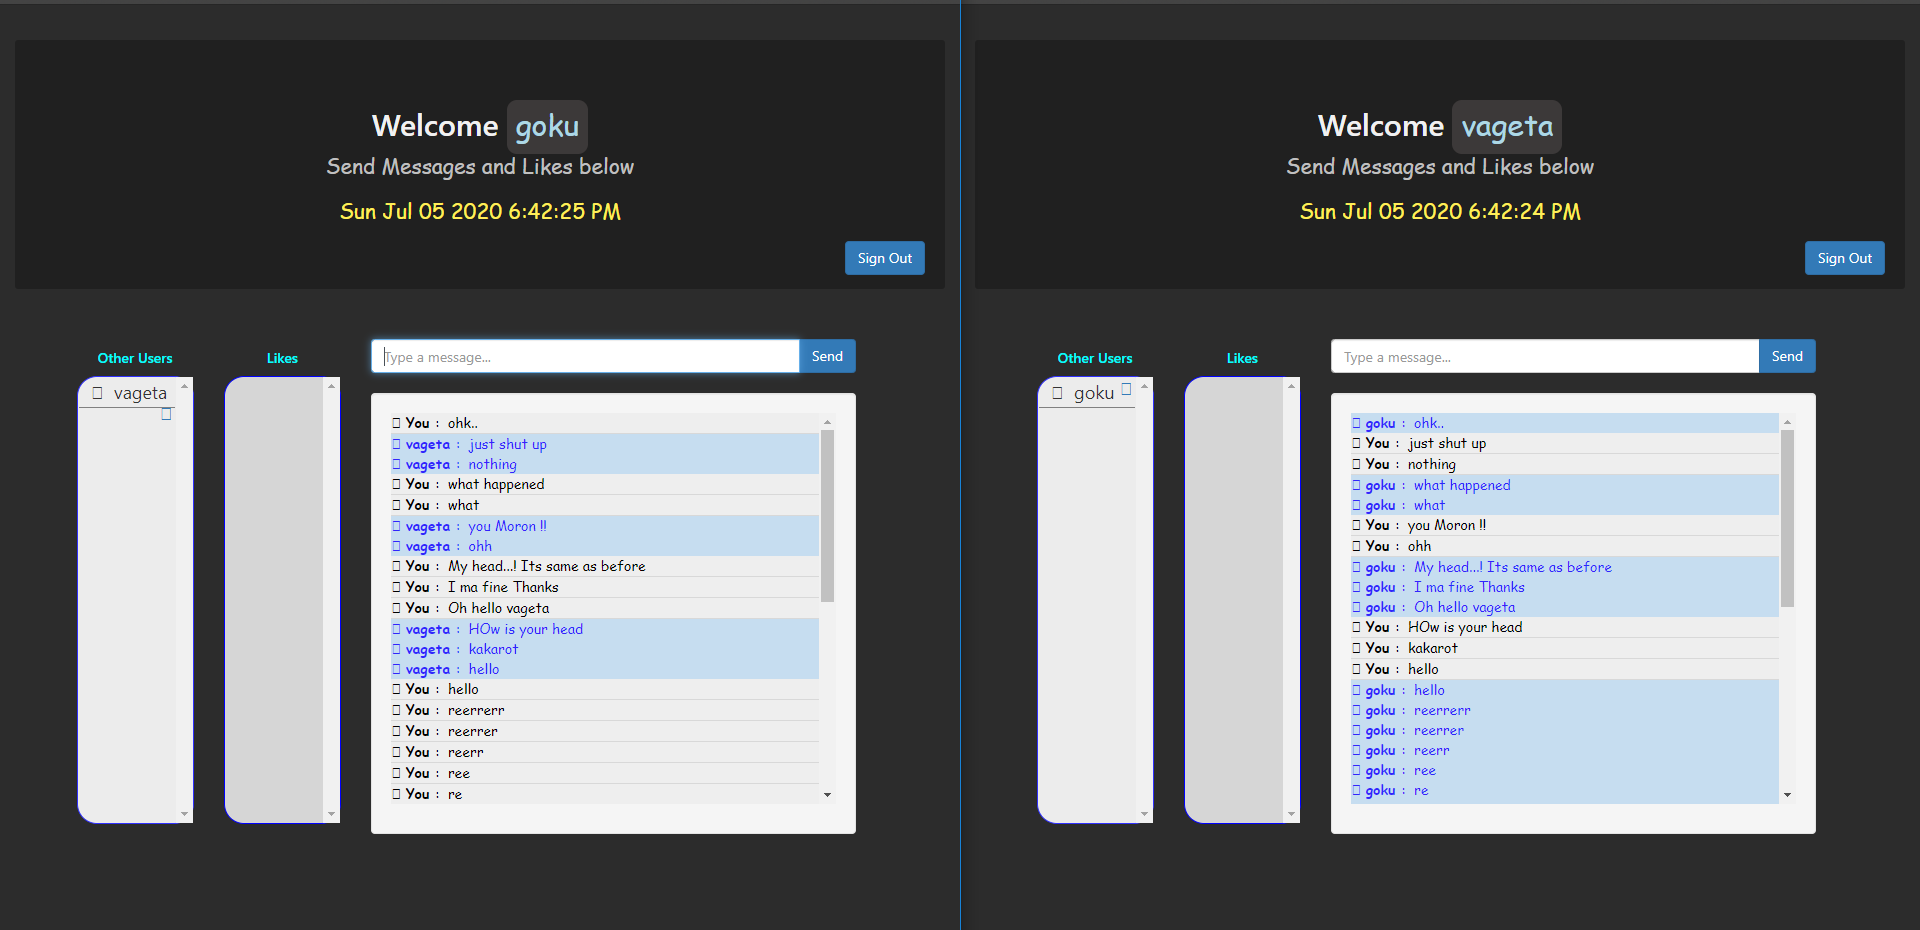 Welcome goku
Send Messages and Likes below
Sun Jul 05 2020 6:42:25 PM
Sign Out
Other Users
Likes
Type a message...
Send
vageta
You : ohk..
vageta : just shut up
vageta : nothing
You : what happened
You : what
vageta : you Moron !!
vageta : ohh
You : My head...! Its same as before
You : I ma fine Thanks
You : Oh hello vageta
vageta : HOw is your head
vageta : kakarot
vageta : hello
You : hello
You : reerrerr
You : reerrer
You : reerr
You : ree
You : re
Welcome vageta
Send Messages and Likes below
Sun Jul 05 2020 6:42:24 PM
Sign Out
Other Users
Likes
Type a message...
Send
goku
goku : ohk..
You : just shut up
You : nothing
goku : what happened
goku : what
You : you Moron !!
You : ohh
goku : My head...! Its same as before
goku : I ma fine Thanks
goku : Oh hello vageta
You : HOw is your head
You : kakarot
You : hello
goku : hello
goku : reerrerr
goku : reerrer
goku : reerr
goku : ree
goku : re